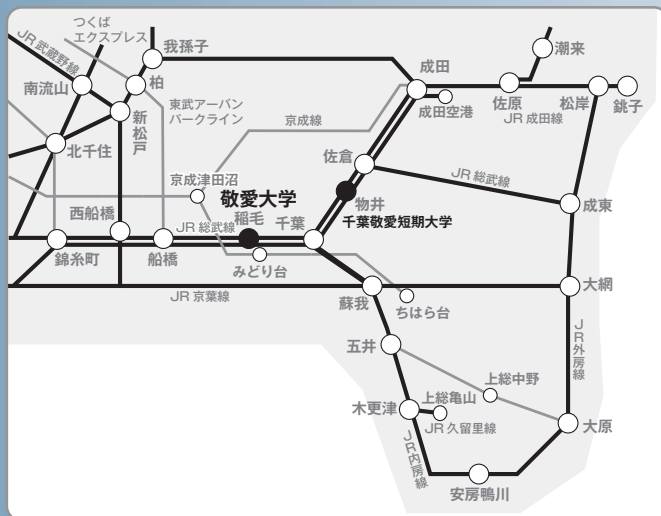 つくば
エクスプレス
我孫子
潮来
JR 武蔵野線
南流山
柏
成田
東武アーバン
パークライン
新松戸
京成線
成田空港
佐原
松岸
銚子
JR 成田線
北千住
佐倉
JR 総武線
京成津田沼
敬愛大学
物井
千葉敬愛短期大学
成東
西船橋
JR 総武線
稲毛
千葉
錦糸町
船橋
みどり台
JR 京葉線
蘇我
ちはら台
大網
JR外房線
五井
上総中野
木更津
上総亀山
JR 久留里線
大原
JR内房線
安房鴨川